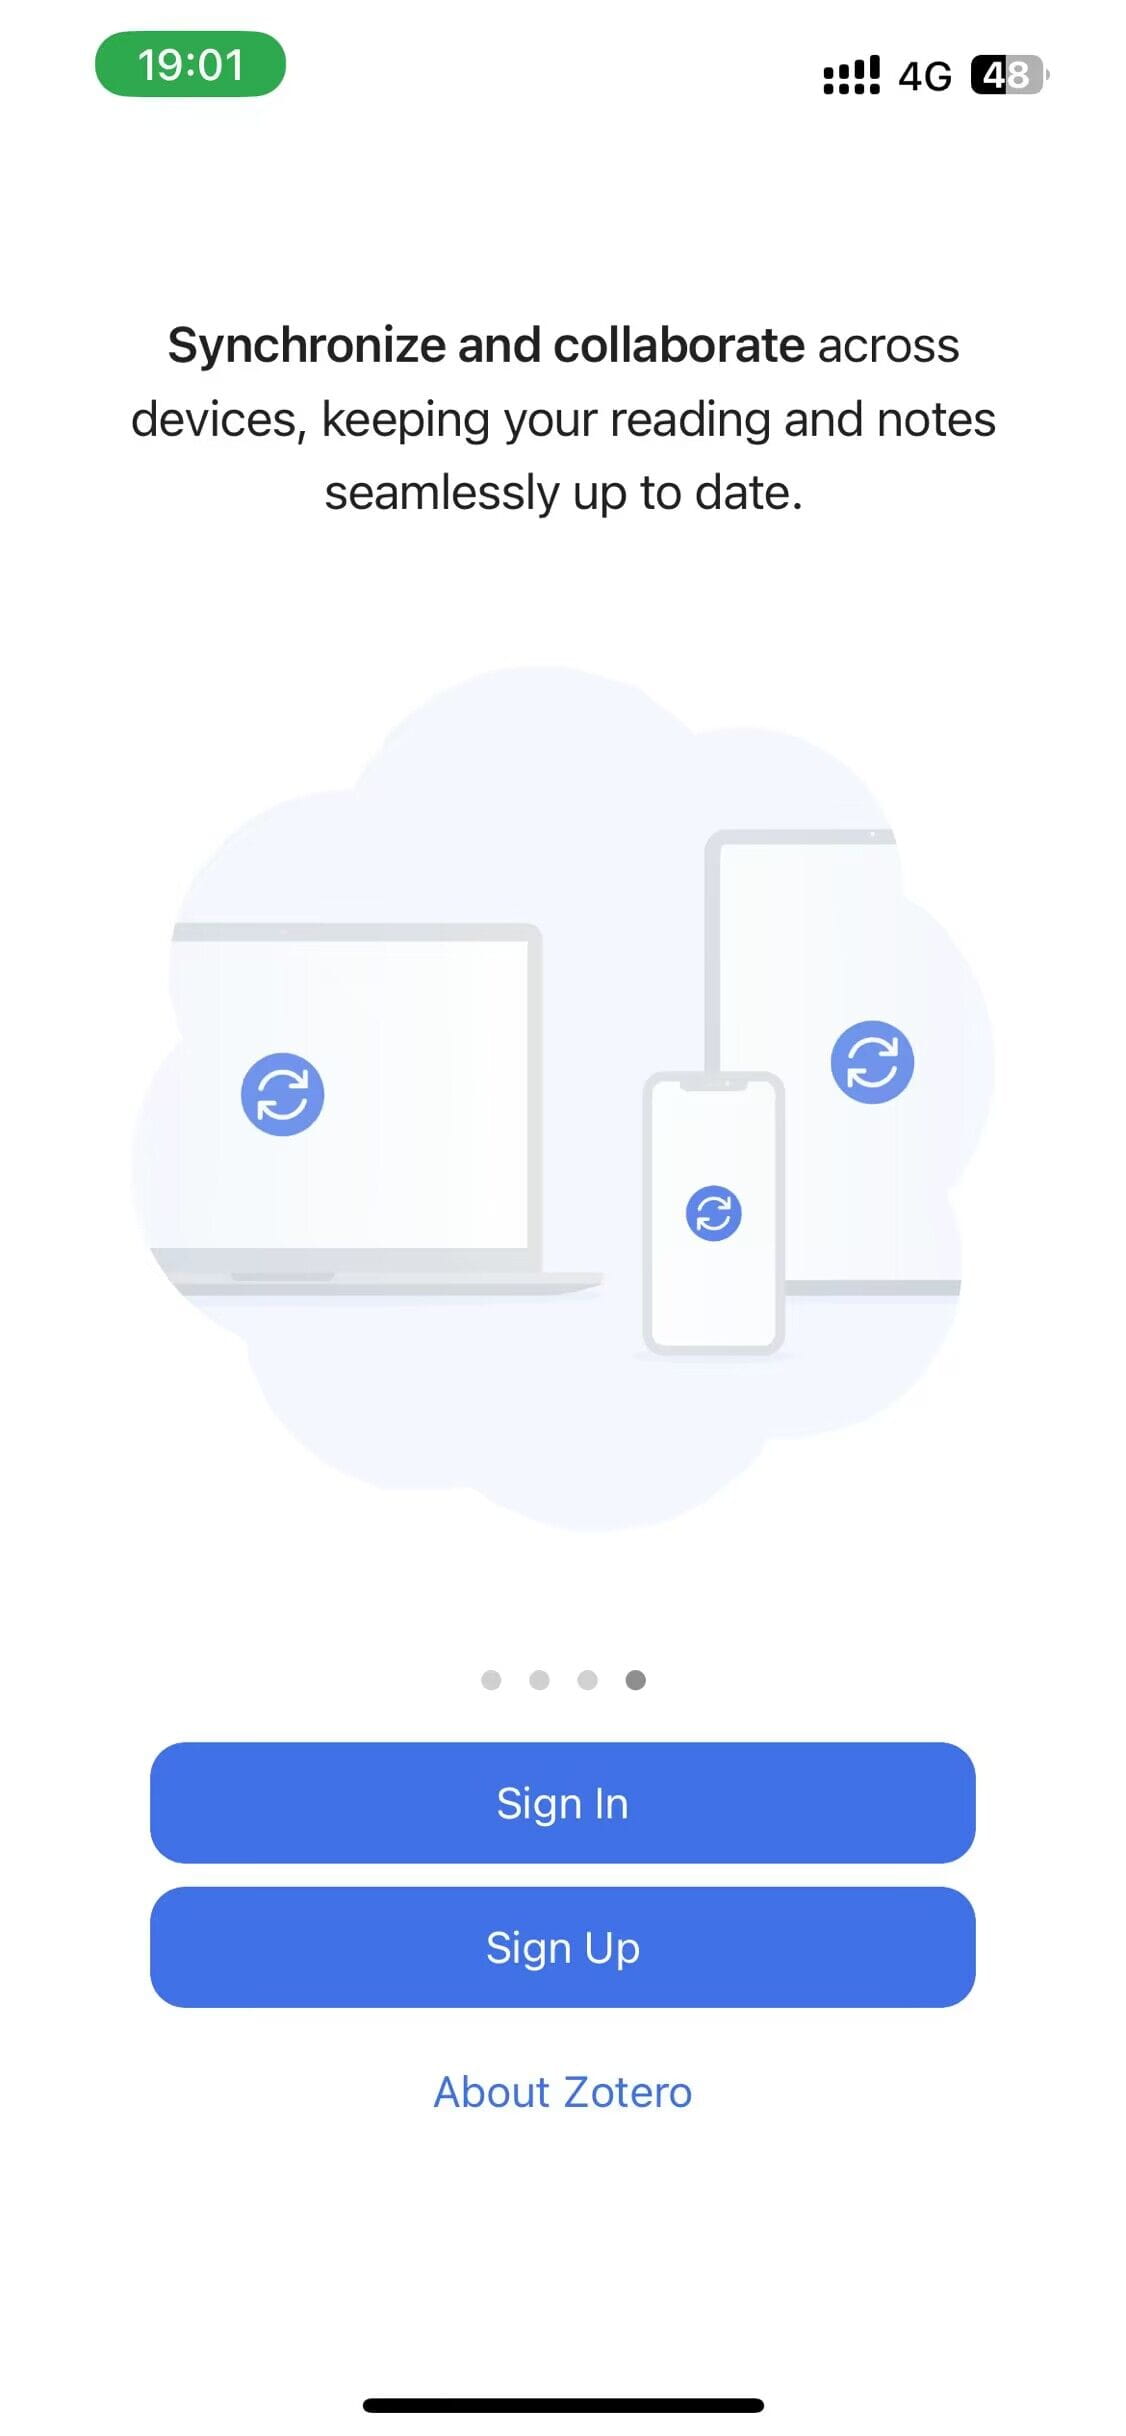 19:01
4G 48
Synchronize and collaborate across
devices, keeping your reading and notes
seamlessly up to date.
Sign In
Sign Up
About Zotero